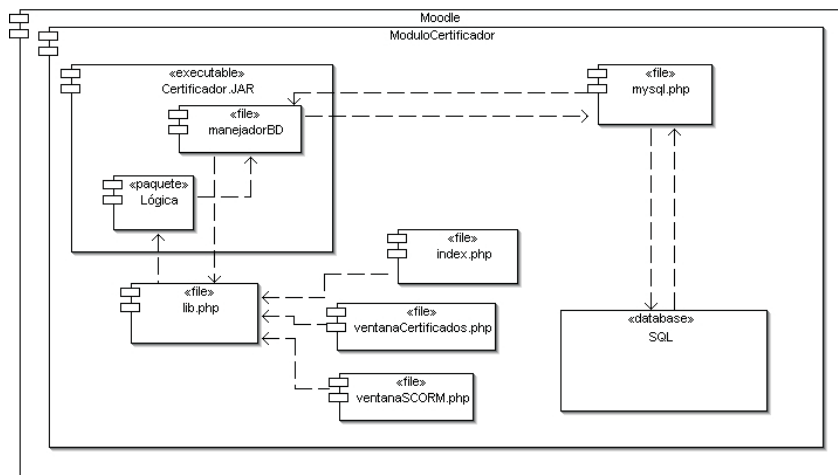 Moodle
ModuloCertificador
«executable»
Certificador.JAR
«file»
manejadorBD
«paquete»
Lógica
«file»
mysql.php
«file»
index.php
«file»
lib.php
«file»
ventanaCertificados.php
«file»
ventanaSCORM.php
«database»
SQL